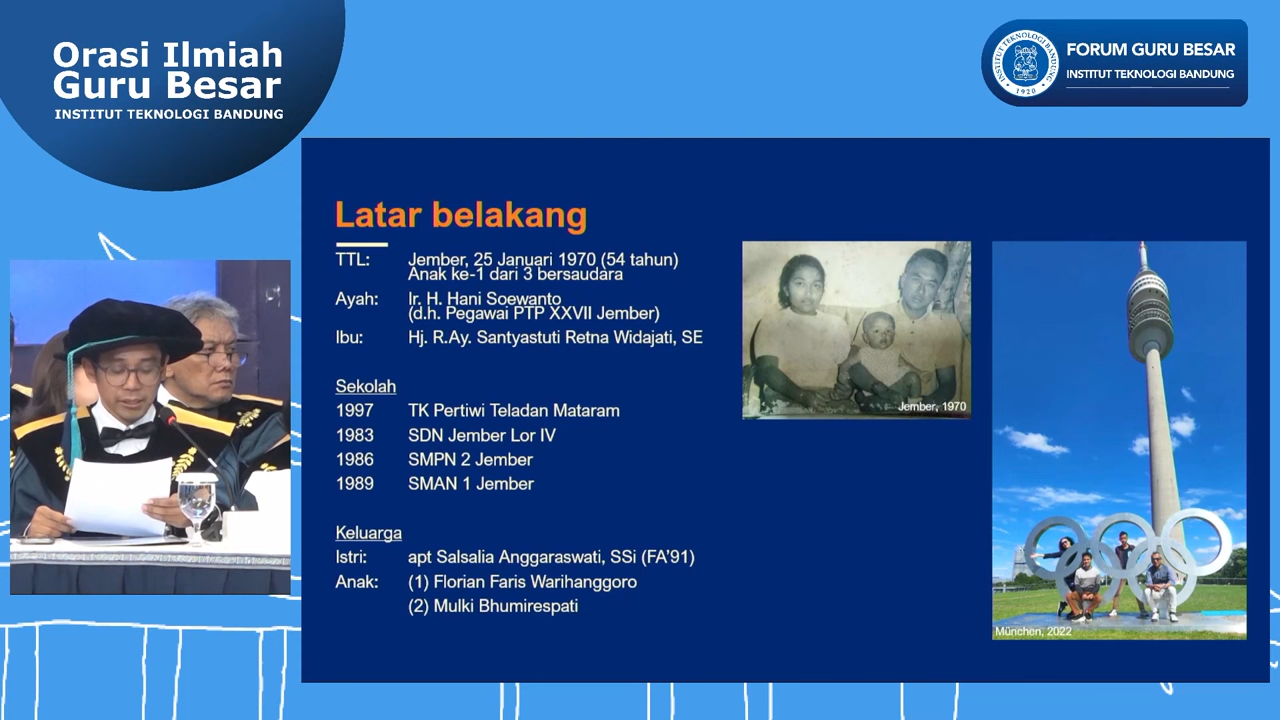 Orasi Ilmiah
Guru Besar
INSTITUT TEKNOLOGI BANDUNG
FORUM GURU BESAR
INSTITUT TEKNOLOGI BANDUNG
INSTITUT TEKNOLOGI BANDUNG
1920
Latar belakang
TTL: Jember, 25 Januari 1970 (54 tahun)
Anak ke-1 dari 3 bersaudara
Ayah: Ir. H. Hani Soewanto
(d.h. Pegawai PTP XXVII Jember)
Ibu: Hj. R.Ay. Santyastuti Retna Widajati, SE
Sekolah
1997 TK Pertiwi Teladan Mataram
1983 SDN Jember Lor IV
1986 SMPN 2 Jember
1989 SMAN 1 Jember
Keluarga
Istri: apt Salsalia Anggaraswati, SSi (FA'91)
Anak: (1) Florian Faris Warihanggoro
(2) Mulki Bhumirespati
Jember, 1970
München, 2022